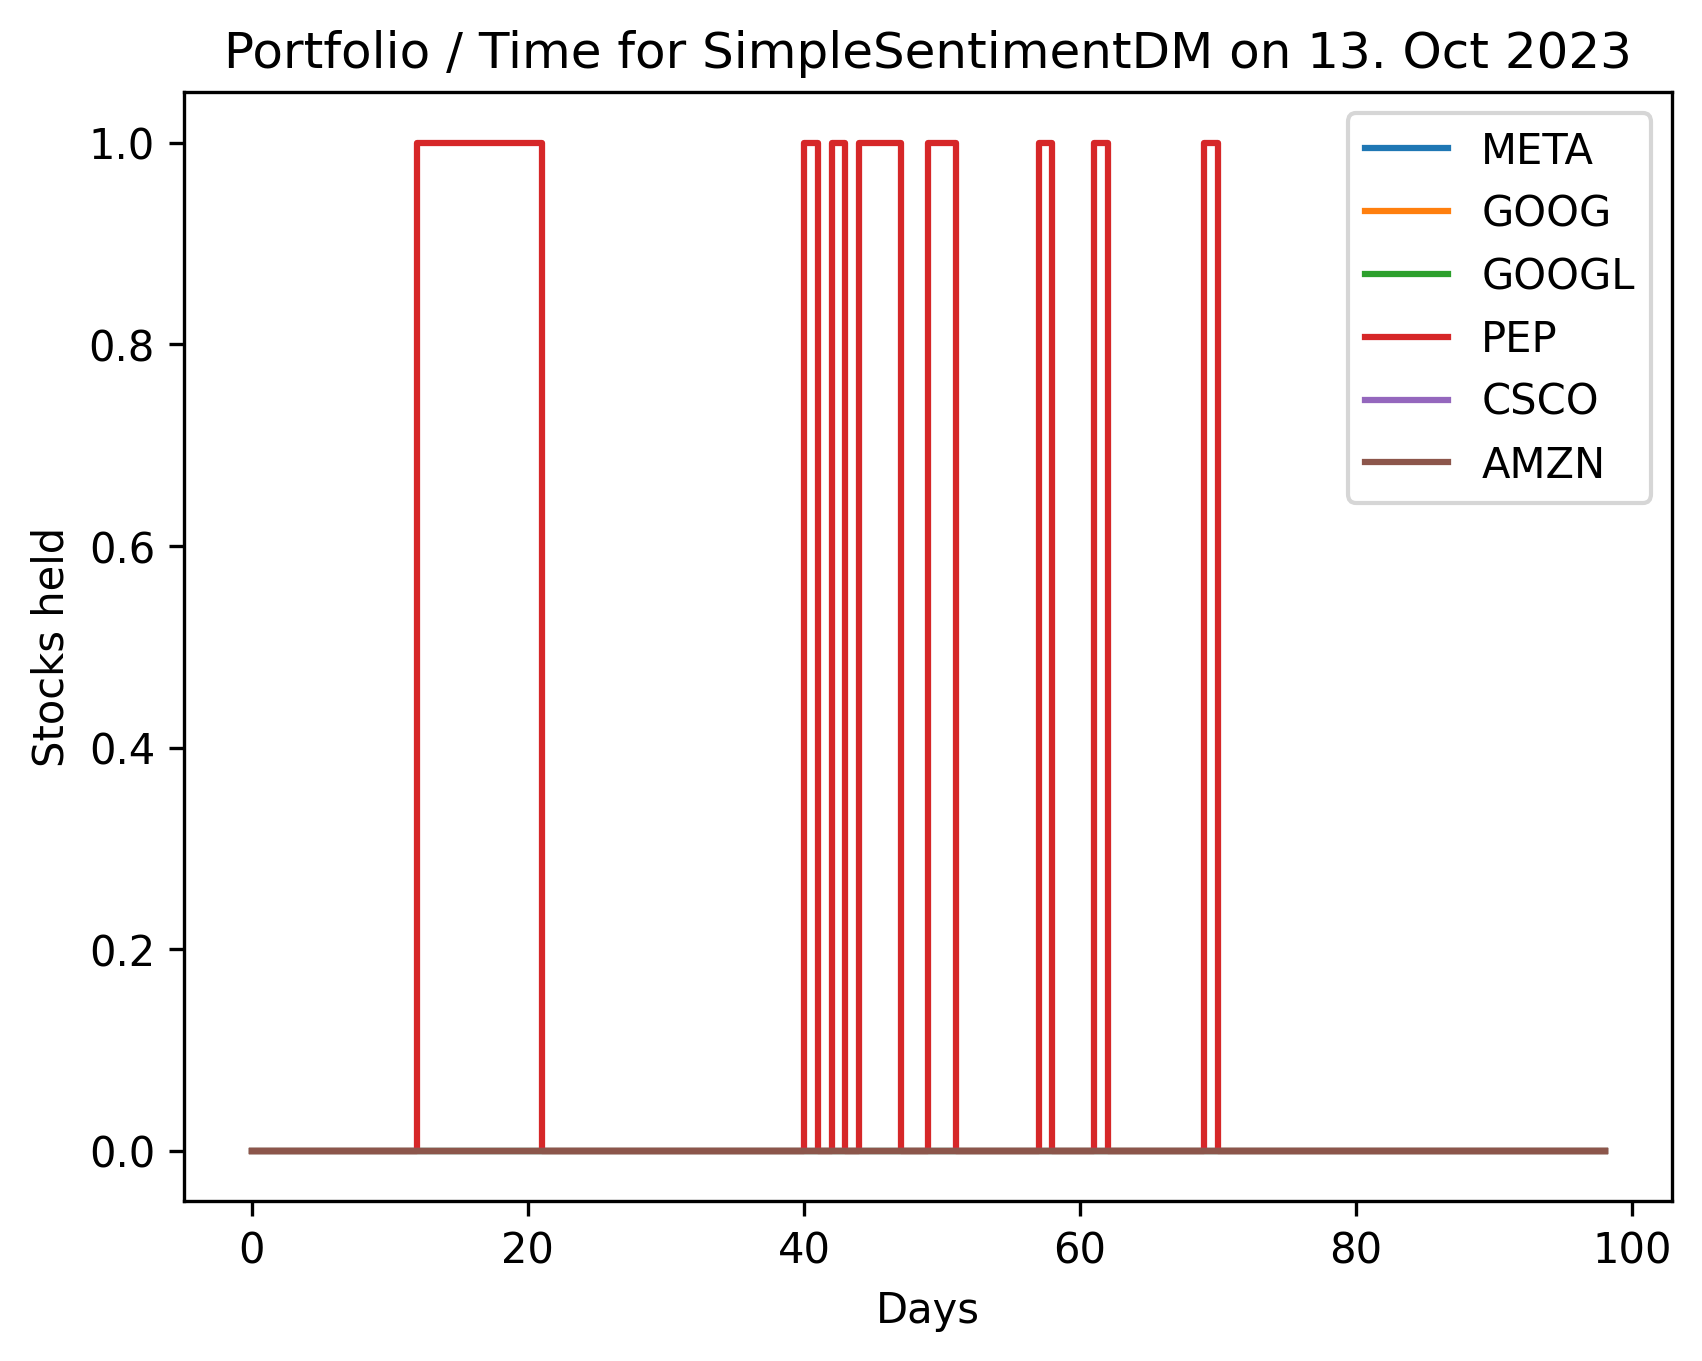 Portfolio / Time for SimpleSentimentDM on 13. Oct 2023
1.0
0.8
0.6
0.4
0.2
0.0
Stocks held
META
GOOG
GOOGL
PEP
CSCO
AMZN
0 20 40 60 80 100
Days